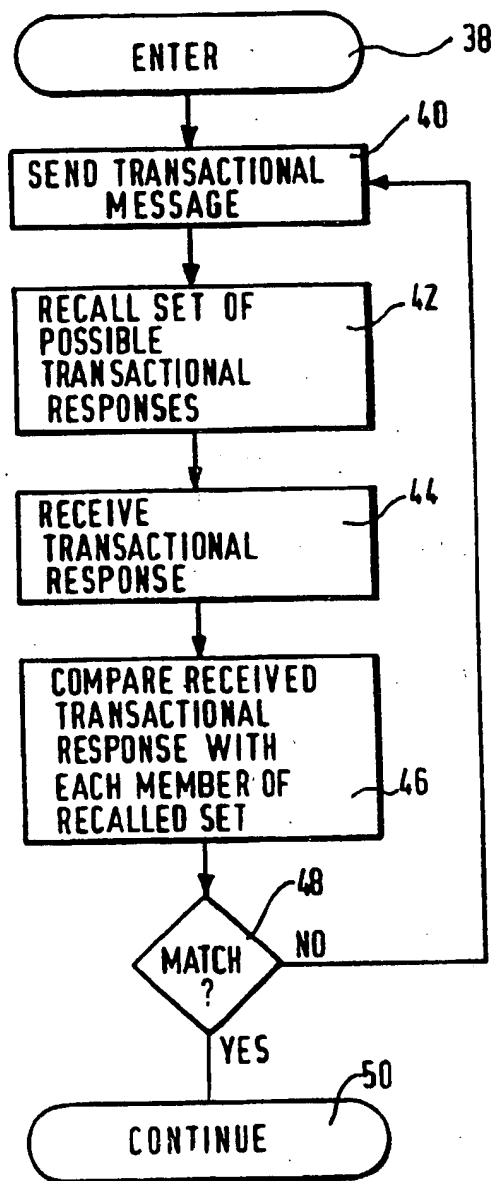 ENTER
38
40
SEND TRANSACTIONAL
MESSAGE
42
RECALL SET OF
POSSIBLE
TRANSACTIONAL
RESPONSES
44
RECEIVE
TRANSACTIONAL
RESPONSE
COMPARE RECEIVED
TRANSACTIONAL
RESPONSE WITH
EACH MEMBER OF
RECALLED SET
46
48
MATCH
?
NO
YES
50
CONTINUE